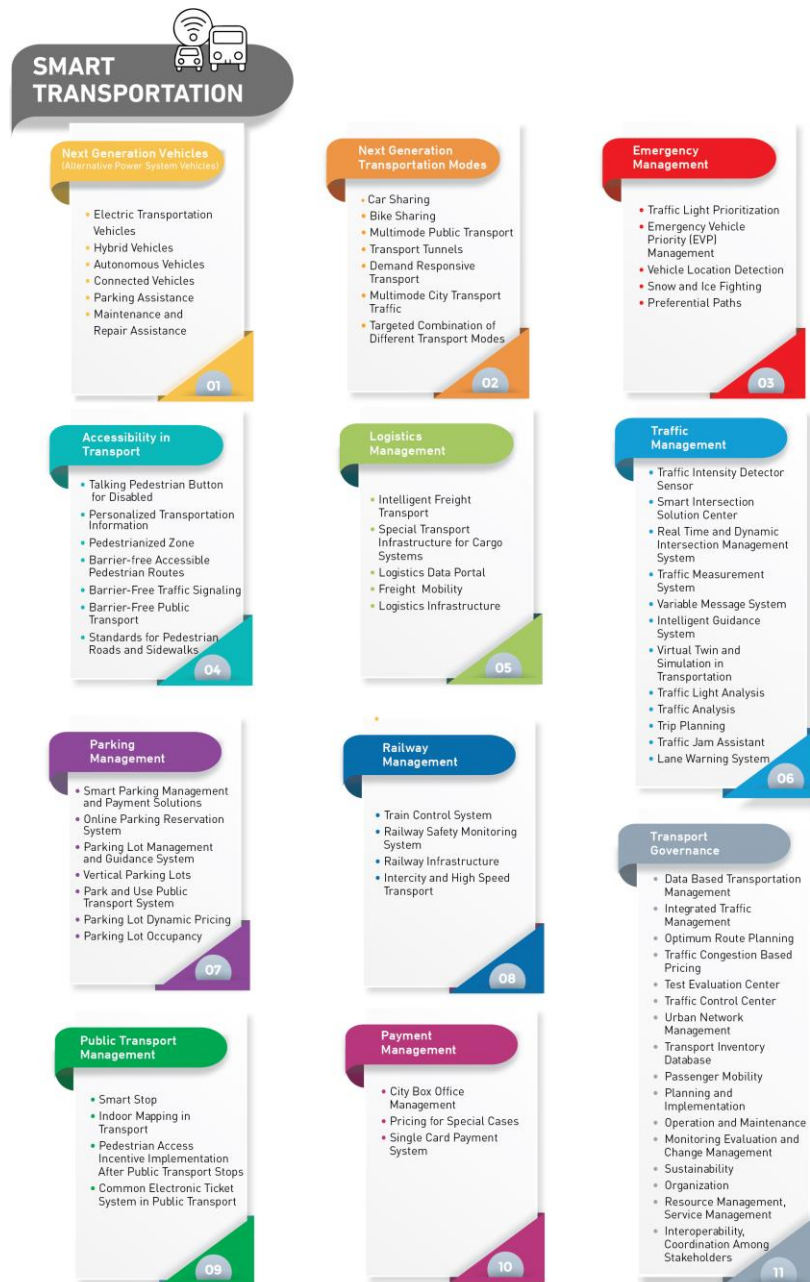 SMART
TRANSPORTATION
Next Generation Vehicles
(Alternative Power System Vehicles)
• Electric Transportation
Vehicles
• Hybrid Vehicles
• Autonomous Vehicles
• Connected Vehicles
• Parking Assistance
• Maintenance and
Repair Assistance
01
Next Generation
Transportation Modes
• Car Sharing
• Bike Sharing
• Multimode Public Transport
• Transport Tunnels
• Demand Responsive
Transport
• Multimode City Transport
Traffic
• Targeted Combination of
Different Transport Modes
02
Emergency
Management
• Traffic Light Prioritization
• Emergency Vehicle
Priority (EVP)
Management
• Vehicle Location Detection
• Snow and Ice Fighting
• Preferential Paths
03
Accessibility in
Transport
• Talking Pedestrian Button
for Disabled
• Personalized Transportation
Information
• Pedestrianized Zone
• Barrier-free Accessible
Pedestrian Routes
• Barrier-Free Traffic Signaling
• Barrier-Free Public
Transport
• Standards for Pedestrian
Roads and Sidewalks
04
Logistics
Management
• Intelligent Freight
Transport
• Special Transport
Infrastructure for Cargo
Systems
• Logistics Data Portal
• Freight Mobility
• Logistics Infrastructure
05
Traffic
Management
• Traffic Intensity Detector
Sensor
• Smart Intersection
Solution Center
• Real Time and Dynamic
Intersection Management
System
• Traffic Measurement
System
• Variable Message System
• Intelligent Guidance
System
• Virtual Twin and
Simulation in
Transportation
• Traffic Light Analysis
• Traffic Analysis
• Trip Planning
• Traffic Jam Assistant
• Lane Warning System
06
Parking
Management
• Smart Parking Management
and Payment Solutions
• Online Parking Reservation
System
• Parking Lot Management
and Guidance System
• Vertical Parking Lots
• Park and Use Public
Transport System
• Parking Lot Dynamic Pricing
• Parking Lot Occupancy
07
Railway
Management
• Train Control System
• Railway Safety Monitoring
System
• Railway Infrastructure
• Intercity and High Speed
Transport
08
Public Transport
Management
• Smart Stop
• Indoor Mapping in
Transport
• Pedestrian Access
Incentive Implementation
After Public Transport Stops
• Common Electronic Ticket
System in Public Transport
09
Payment
Management
• City Box Office
Management
• Pricing for Special Cases
• Single Card Payment
System
10
Transport
Governance
• Data Based Transportation
Management
• Integrated Traffic
Management
• Optimum Route Planning
• Traffic Congestion Based
Pricing
• Test Evaluation Center
• Traffic Control Center
• Urban Network
Management
• Transport Inventory
Database
• Passenger Mobility
• Planning and
Implementation
• Operation and Maintenance
• Monitoring Evaluation and
Change Management
• Sustainability
• Organization
• Resource Management,
Service Management
• Interoperability,
Coordination Among
Stakeholders
11